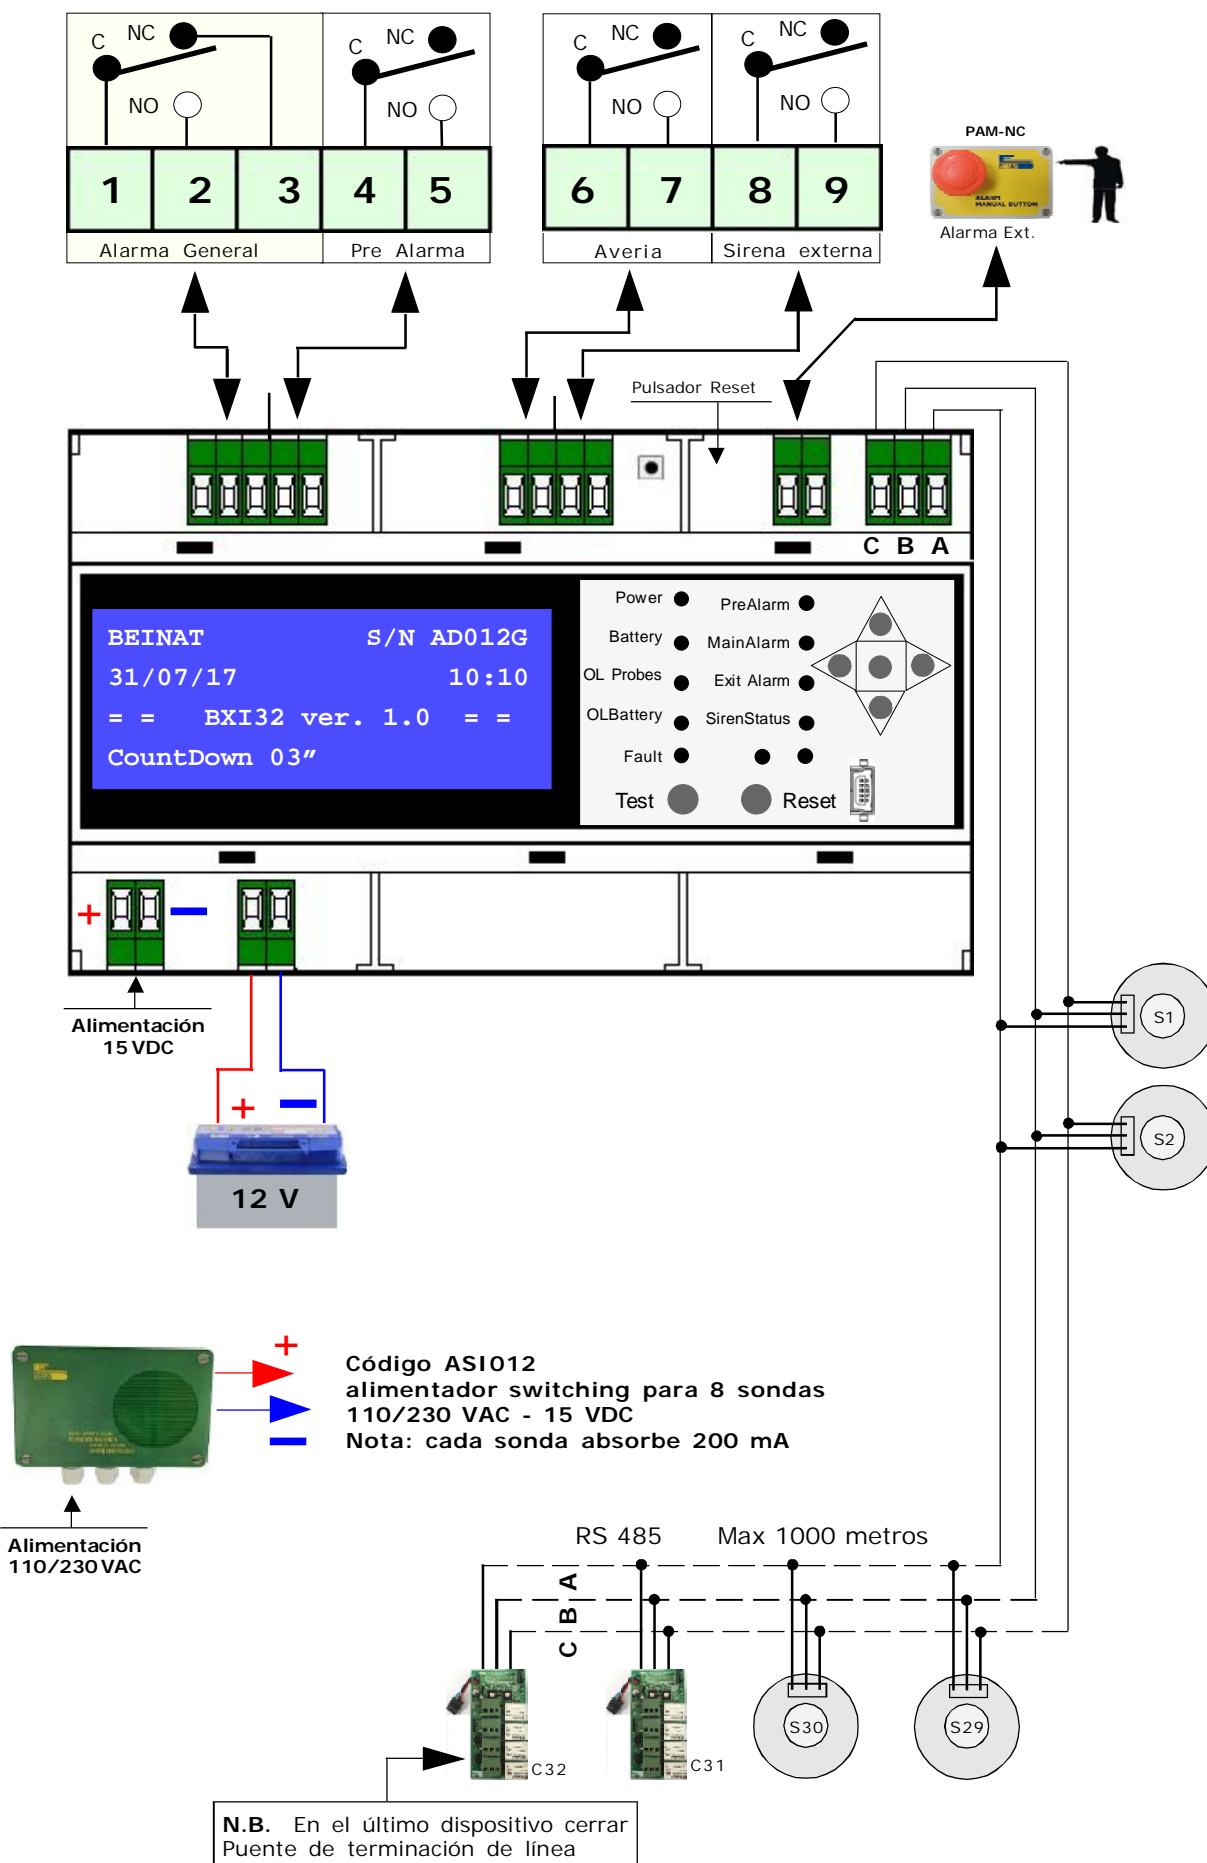 C NC NO
C NC NO
C NC NO
C NC NO
1 2 3 4 5
6 7 8 9
Alarma General
Pre Alarma
Averia
Sirena externa
PAM-NC
ALARM
MANUAL BUTTON
Alarma Ext.
Pulsador Reset
C B A
BEINAT S/N AD012G
31/07/17 10:10
= = BXI32 ver. 1.0 = =
CountDown 03”
Power
Battery
OL Probes
OLBattery
Fault
PreAlarm
MainAlarm
Exit Alarm
SirenStatus
Test
Reset
+ −
Alimentación
15 VDC
+ −
12 V
S1
S2
+
−
Código ASI012
alimentador switching para 8 sondas
110/230 VAC - 15 VDC
Nota: cada sonda absorbe 200 mA
Alimentación
110/230 VAC
RS 485 Max 1000 metros
A
B
C
C32
C31
S30
S29
N.B. En el último dispositivo cerrar
Puente de terminación de línea